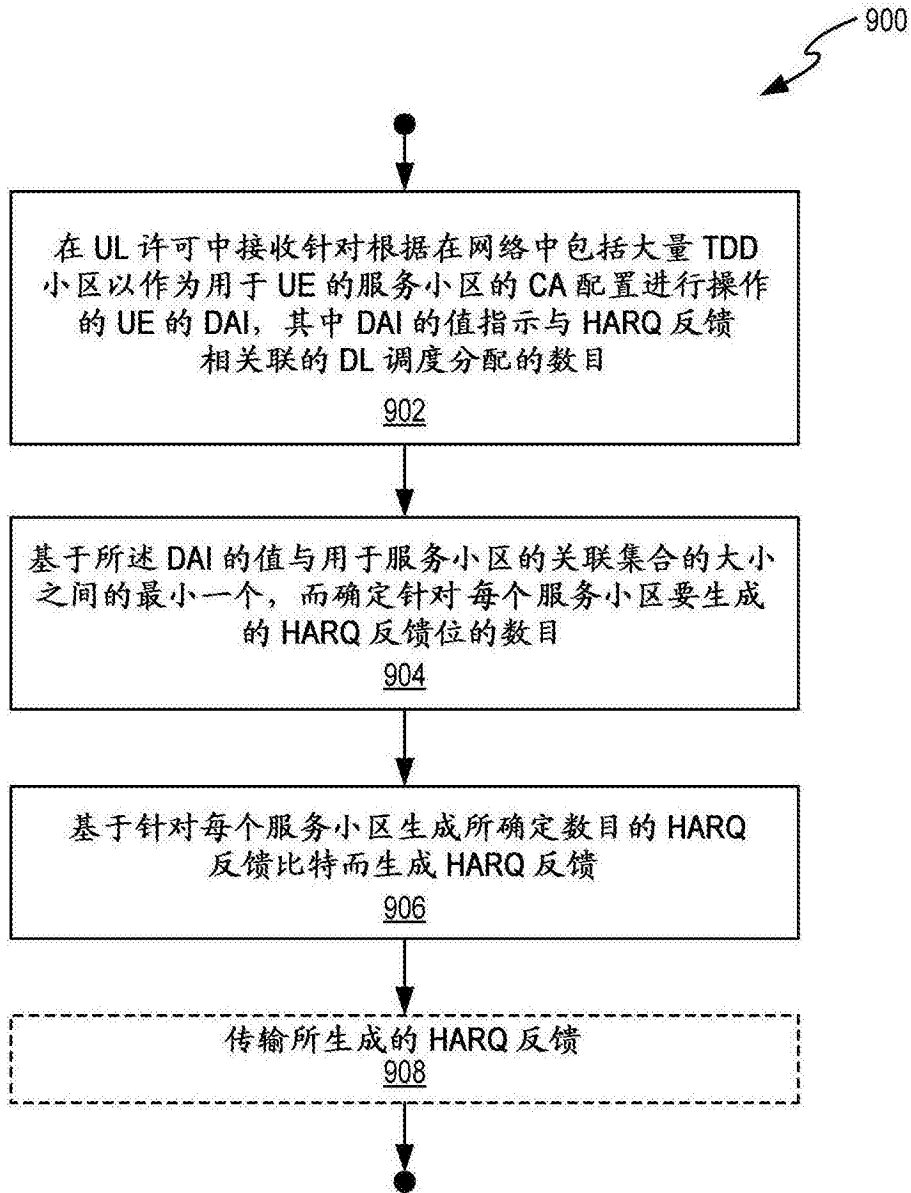 900
在 UL 许可中接收针对根据在网络中包括大量 TDD
小区以作为用于 UE 的服务小区的 CA 配置进行操作
的 UE 的 DAI，其中 DAI 的值指示与 HARQ 反馈
相关联的 DL 调度分配的数目
902
基于所述 DAI 的值与用于服务小区的关联集合的大小
之间的最小一个，而确定针对每个服务小区要生成
的 HARQ 反馈位的数目
904
基于针对每个服务小区生成所确定数目的 HARQ
反馈比特而生成 HARQ 反馈
906
传输所生成的 HARQ 反馈
908